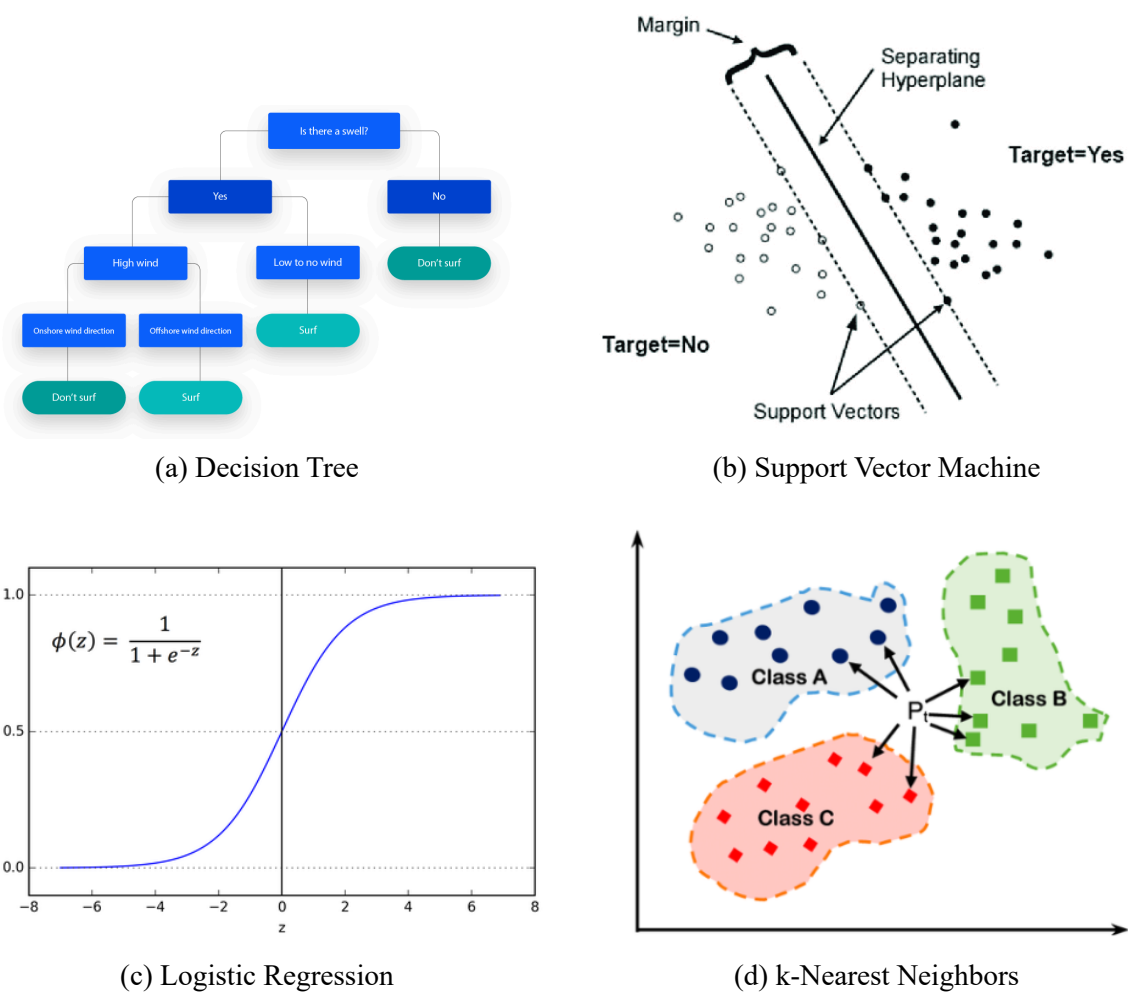 Is there a swell?
Yes
No
High wind
Low to no wind
Don't surf
Onshore wind direction
Offshore wind direction
Surf
Don't surf
Surf
(a) Decision Tree
Margin
Separating
Hyperplane
Target=Yes
Target=No
Support Vectors
(b) Support Vector Machine
1.0
ϕ(z) = 1 / 1 + e^{-z}
0.5
0.0
−8 −6 −4 −2 0 2 4 6 8
z
(c) Logistic Regression
Class A
Class B
P_t
Class C
(d) k-Nearest Neighbors